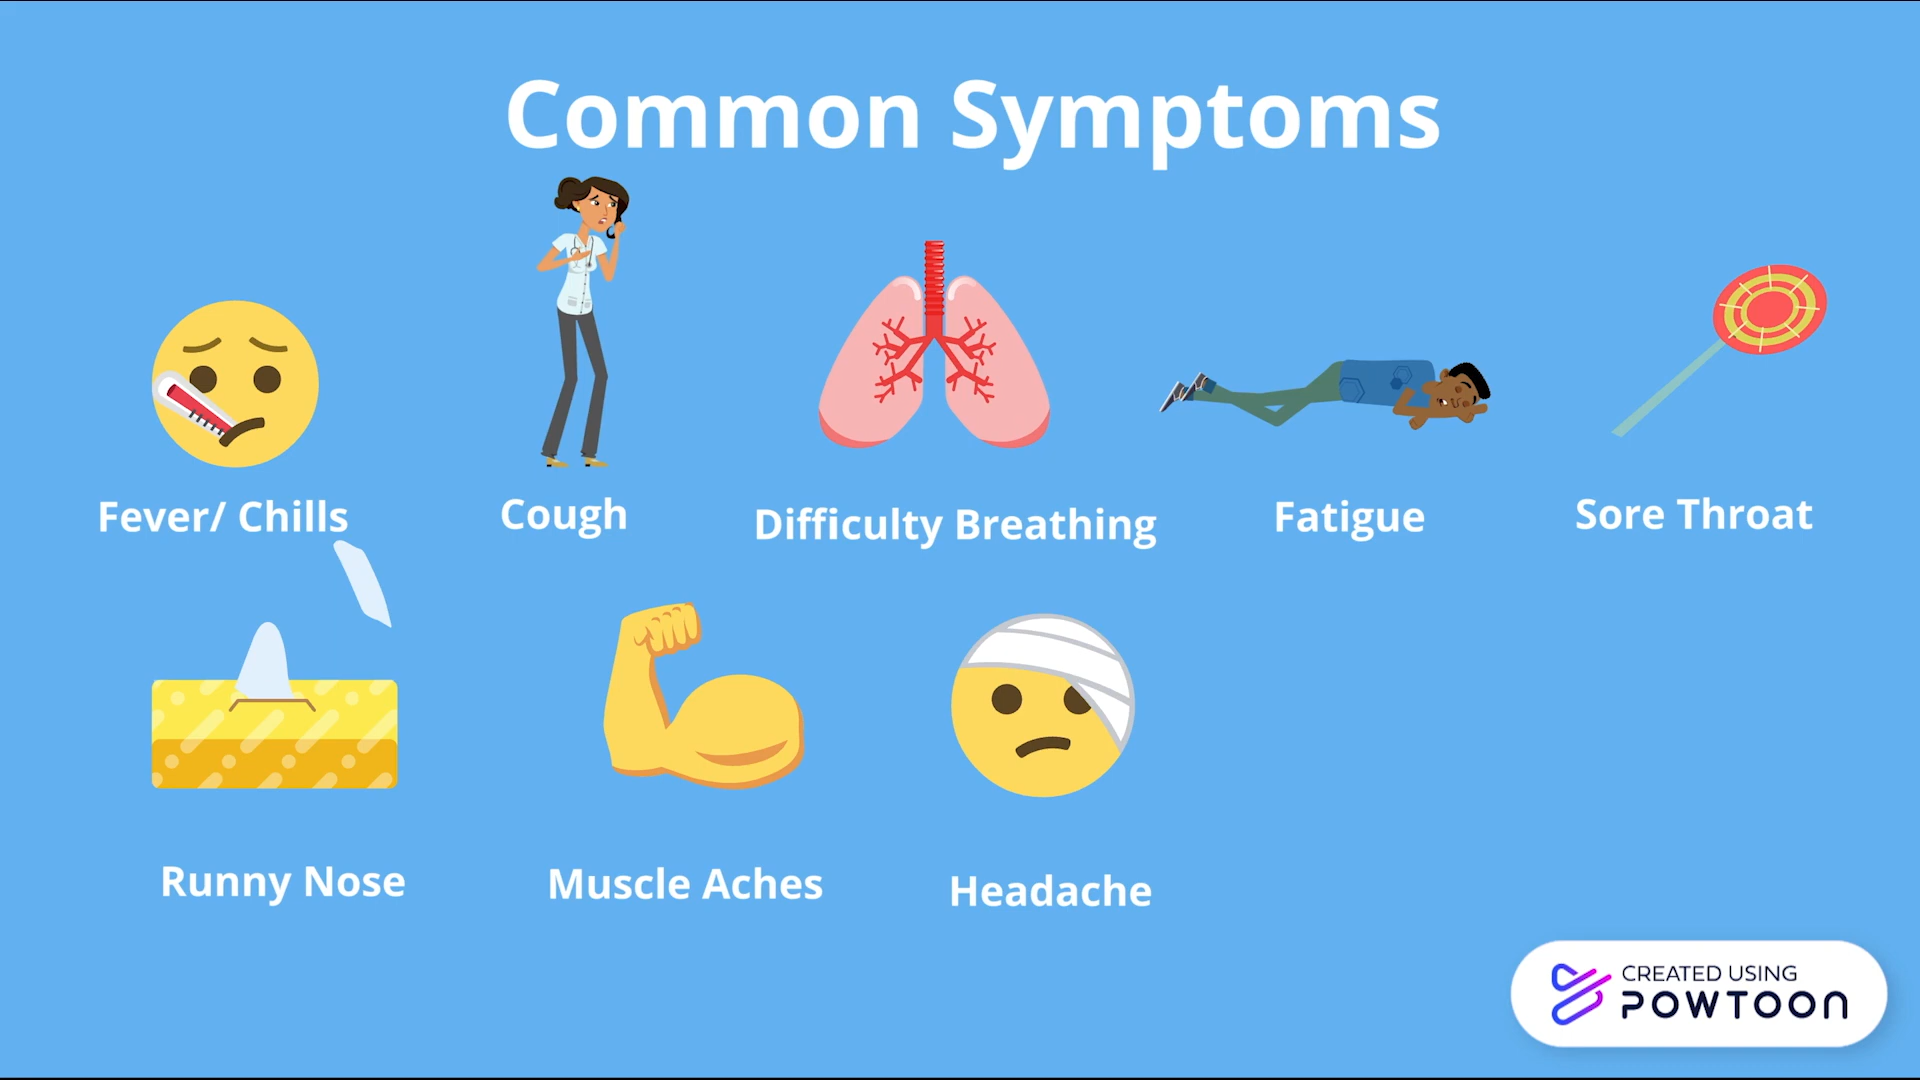 Common Symptoms
Fever/ Chills
Cough
Difficulty Breathing
Fatigue
Sore Throat
Runny Nose
Muscle Aches
Headache
CREATED USING
POWTOON